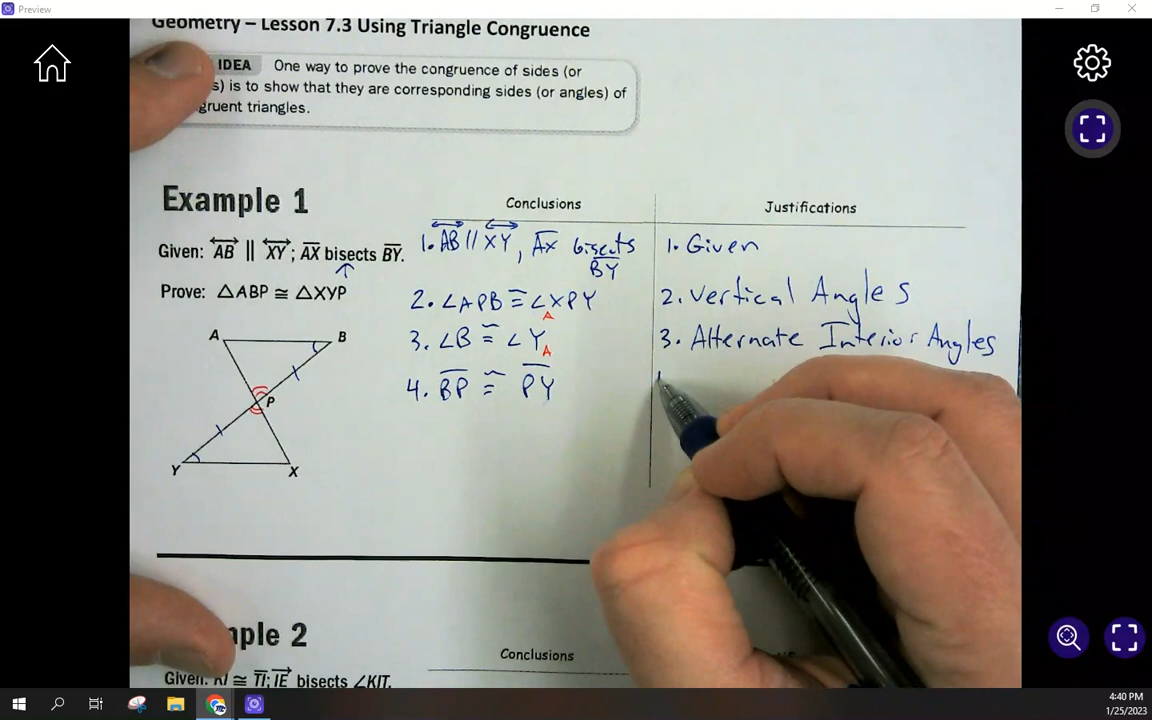 Preview
Geometry – Lesson 7.3 Using Triangle Congruence
IDEA One way to prove the congruence of sides (or
s) is to show that they are corresponding sides (or angles) of
gruent triangles.
Example 1
Conclusions
Justifications
Given: AB || XY; AX bisects BY.
Prove: △ABP ≅ △XYP
1. AB // XY, AX bisects
BY
1. Given
2. ∠APB ≅ ∠XPY
A
2. Vertical Angles
3. ∠B ≅ ∠Y
A
3. Alternate Interior Angles
4. BP ≅ PY
A
B
P
Y
X
ple 2
Conclusions
TI; IE bisects ∠KIT.
4:40 PM
1/25/2023